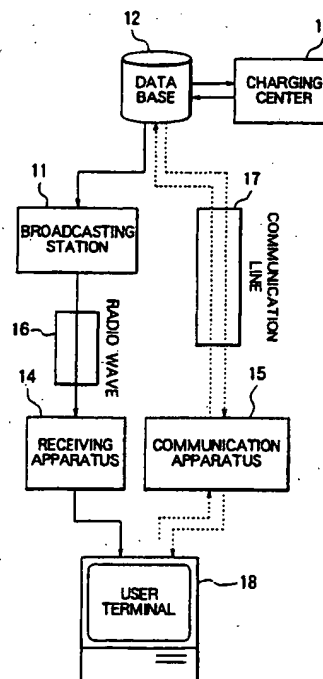 12
DATA
BASE
CHARGING
CENTER
11
BROADCASTING
STATION
17
COMMUNICATION
LINE
16
RADIO WAVE
14
RECEIVING
APPARATUS
15
COMMUNICATION
APPARATUS
USER
TERMINAL
18